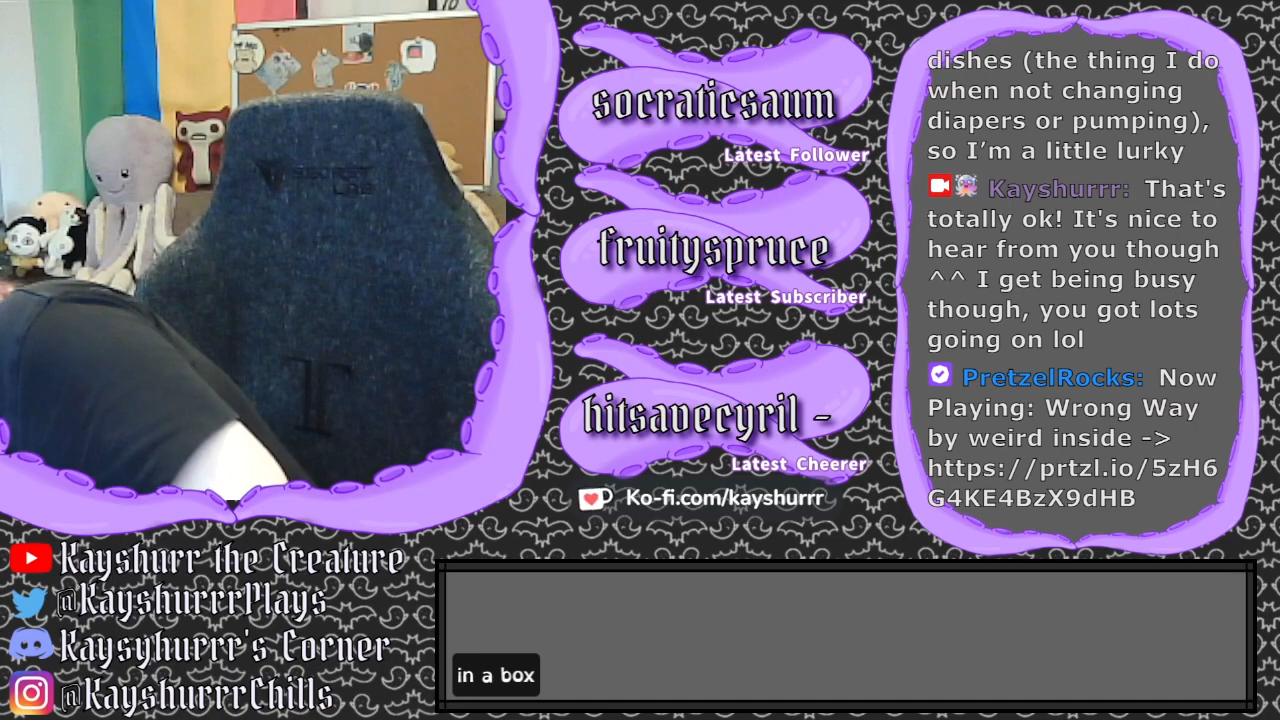 socraticsaum
Latest Follower
fruityspruce
Latest Subscriber
hitsavecyril -
Latest Cheerer
Ko-fi.com/kayshurrr
dishes (the thing I do
when not changing
diapers or pumping),
so I’m a little lurky
Kayshurrr: That's
totally ok! It's nice to
hear from you though
^^ I get being busy
though, you got lots
going on lol
PretzelRocks: Now
Playing: Wrong Way
by weird inside ->
https://prtzl.io/5zH6
G4KE4BzX9dHB
Kayshurr the Creature
@KayshurrrPlays
Kaysyhurrr's Corner
@KayshurrrChills
in a box